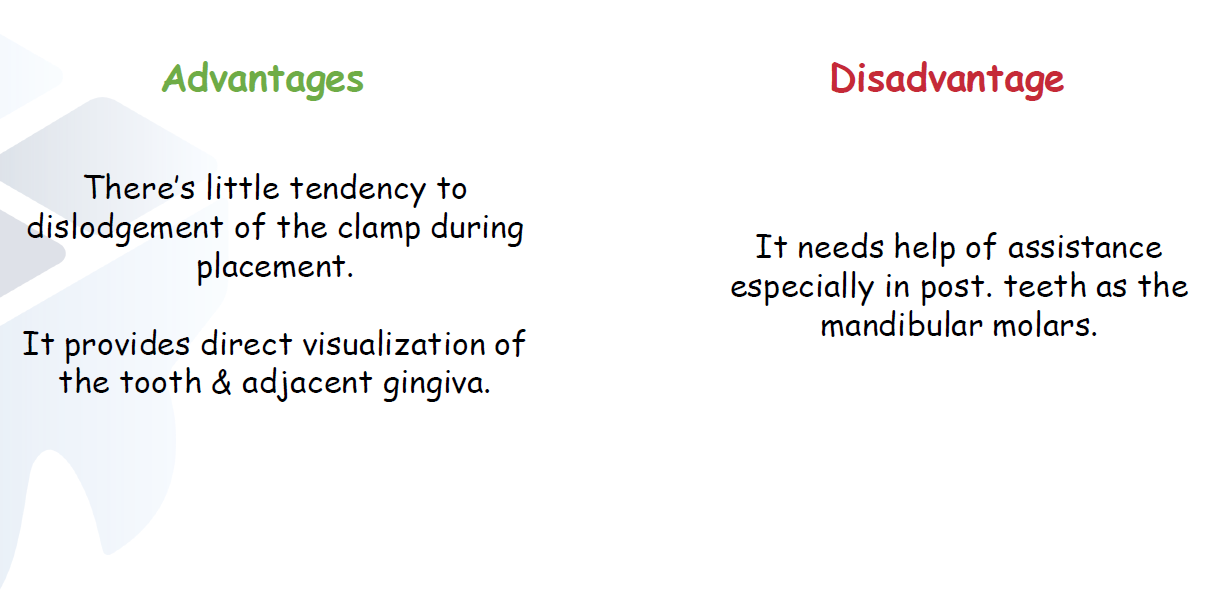 Advantages
There's little tendency to
dislodgement of the clamp during
placement.
It provides direct visualization of
the tooth & adjacent gingiva.
Disadvantage
It needs help of assistance
especially in post. teeth as the
mandibular molars.